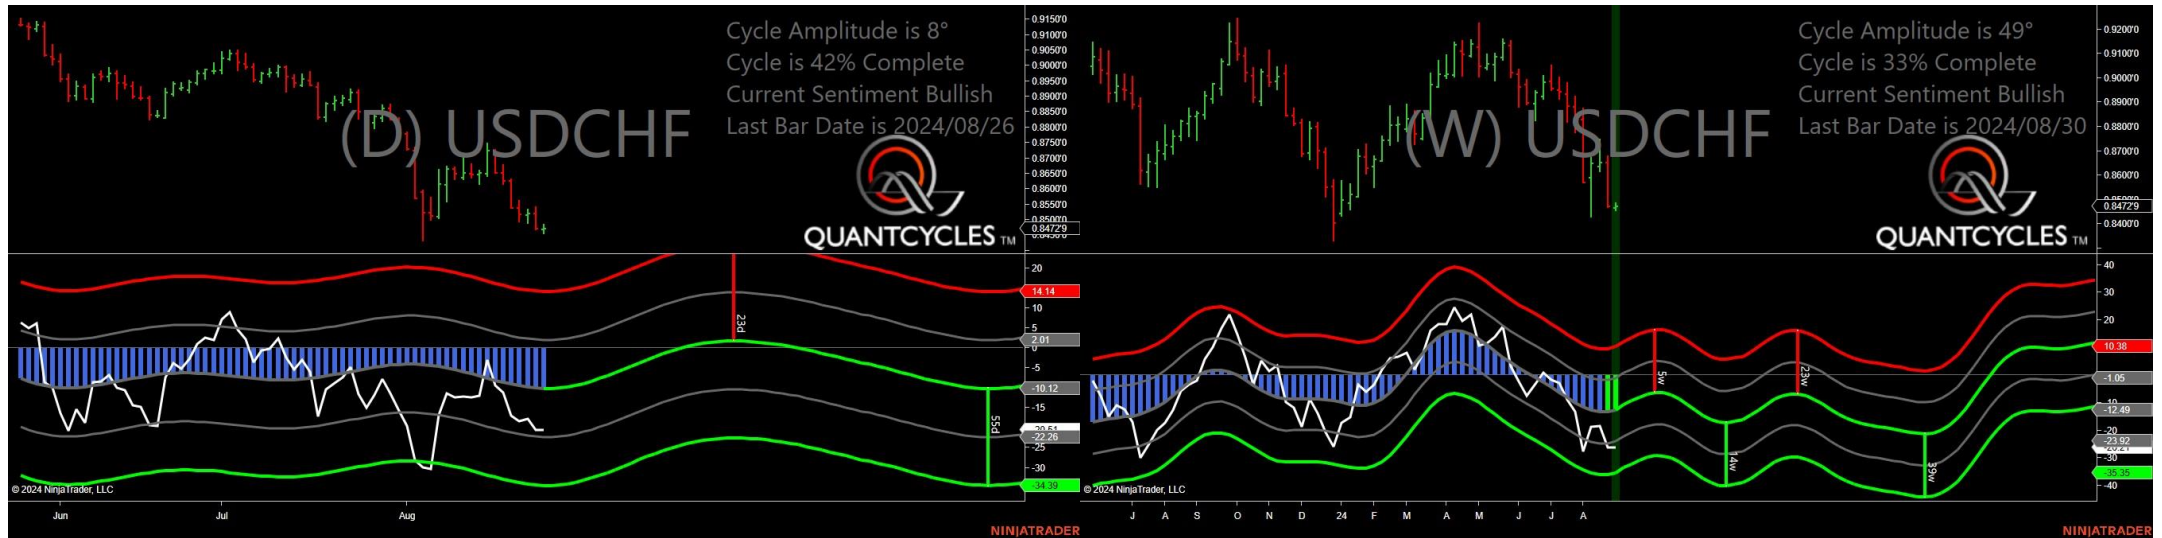 Cycle Amplitude is 8°
Cycle is 42% Complete
Current Sentiment Bullish
Last Bar Date is 2024/08/26
(D) USDCHF
QUANTCYCLES TM
0.9150'0
0.9100'0
0.9050'0
0.9000'0
0.8950'0
0.8900'0
0.8850'0
0.8800'0
0.8750'0
0.8700'0
0.8650'0
0.8600'0
0.8550'0
0.8500'0
0.8472'9
20
14.14
10
5
2.01
0
-5
-10.12
-15
-22.26
-25
-30
-34.39
23d
55d
© 2024 NinjaTrader, LLC
Jun Jul Aug
NINJATRADER
Cycle Amplitude is 49°
Cycle is 33% Complete
Current Sentiment Bullish
Last Bar Date is 2024/08/30
(W) USDCHF
QUANTCYCLES TM
0.9200'0
0.9100'0
0.9000'0
0.8900'0
0.8800'0
0.8700'0
0.8600'0
0.8472'9
0.8400'0
40
30
20
10.38
-1.05
-12.49
-20
-23.92
-30
-35.35
-40
5w
14w
23w
39w
© 2024 NinjaTrader, LLC
J A S O N D 24 F M A M J J A
NINJATRADER